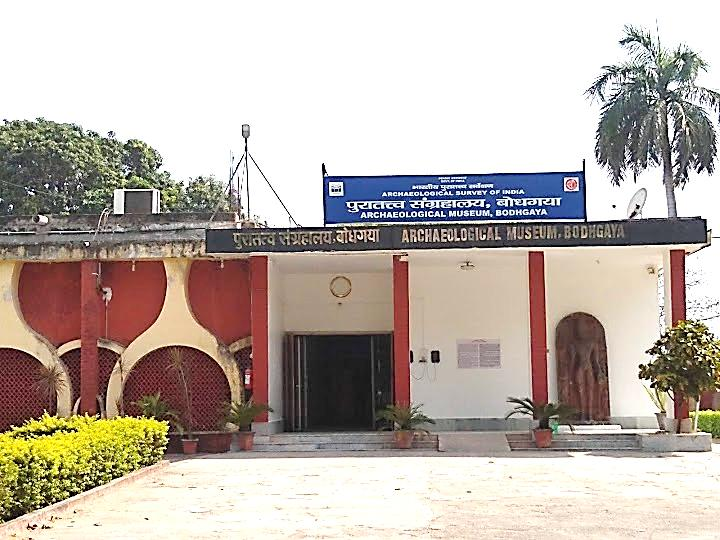 भारतीय पुरातत्त्व सर्वेक्षण
ARCHAEOLOGICAL SURVEY OF INDIA
पुरातत्त्व संग्रहालय, बोधगया
ARCHAEOLOGICAL MUSEUM, BODHGAYA
पुरातत्त्व संग्रहालय, बोधगया ARCHAEOLOGICAL MUSEUM, BODHGAYA